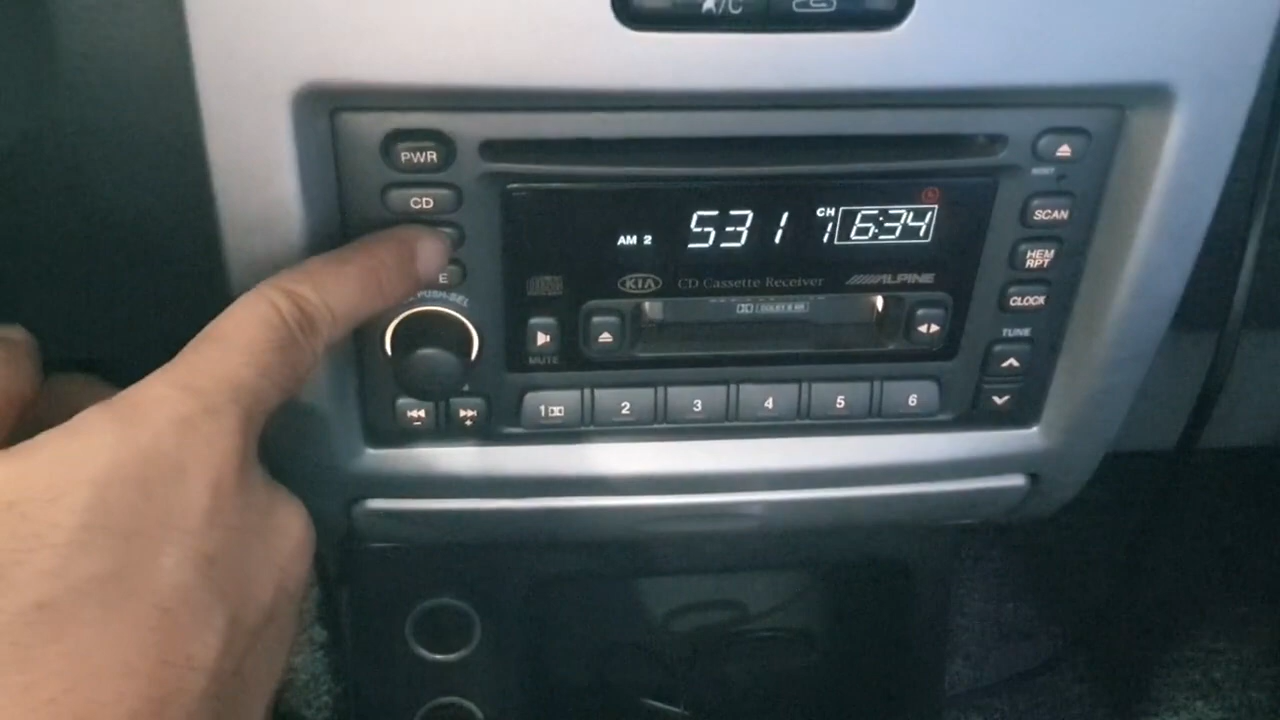 A/C
PWR
CD
E
PUSH-SEL
AM 2
531
CH
1
6:34
KIA
CD Cassette Receiver
ALPINE
MUTE
1
2
3
4
5
6
SCAN
RPT
CLOCK
TUNE